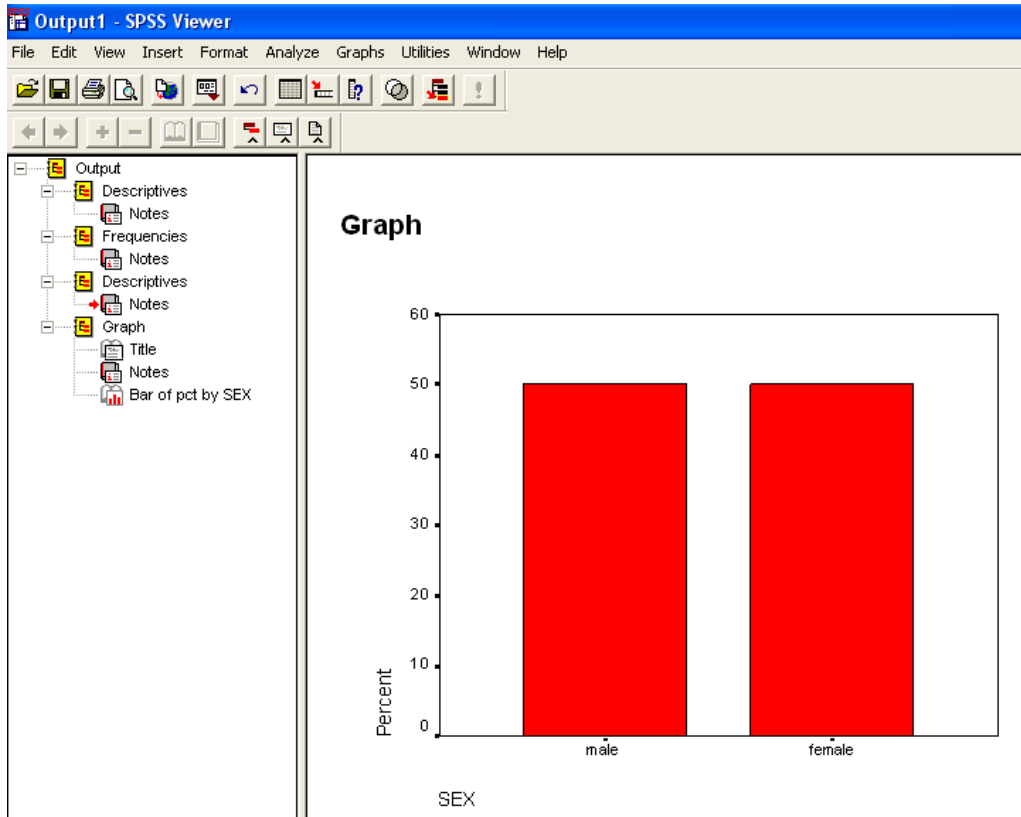 Output1 - SPSS Viewer
File Edit View Insert Format Analyze Graphs Utilities Window Help
Output
Descriptives
Notes
Frequencies
Notes
Descriptives
Notes
Graph
Title
Notes
Bar of pct by SEX
Graph
60
50
40
30
20
10
0
Percent
male female
SEX